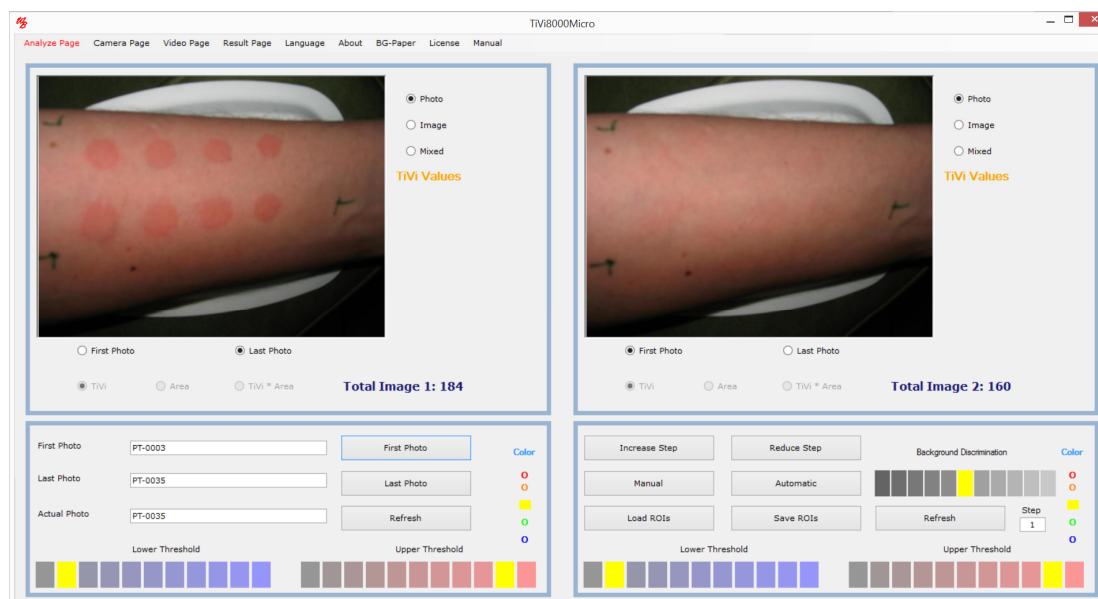 TiVi8000Micro
Analyze Page Camera Page Video Page Result Page Language About BG-Paper License Manual
Photo
Image
Mixed
TiVi Values
First Photo Last Photo
TiVi Area TiVi * Area Total Image 1: 184
Photo
Image
Mixed
TiVi Values
First Photo Last Photo
TiVi Area TiVi * Area Total Image 2: 160
First Photo PT-0003 First Photo Color
Last Photo PT-0035 Last Photo
Actual Photo PT-0035 Refresh
Lower Threshold Upper Threshold
Increase Step Reduce Step Background Discrimination Color
Manual Automatic
Load ROIs Save ROIs Refresh Step
1
Lower Threshold Upper Threshold